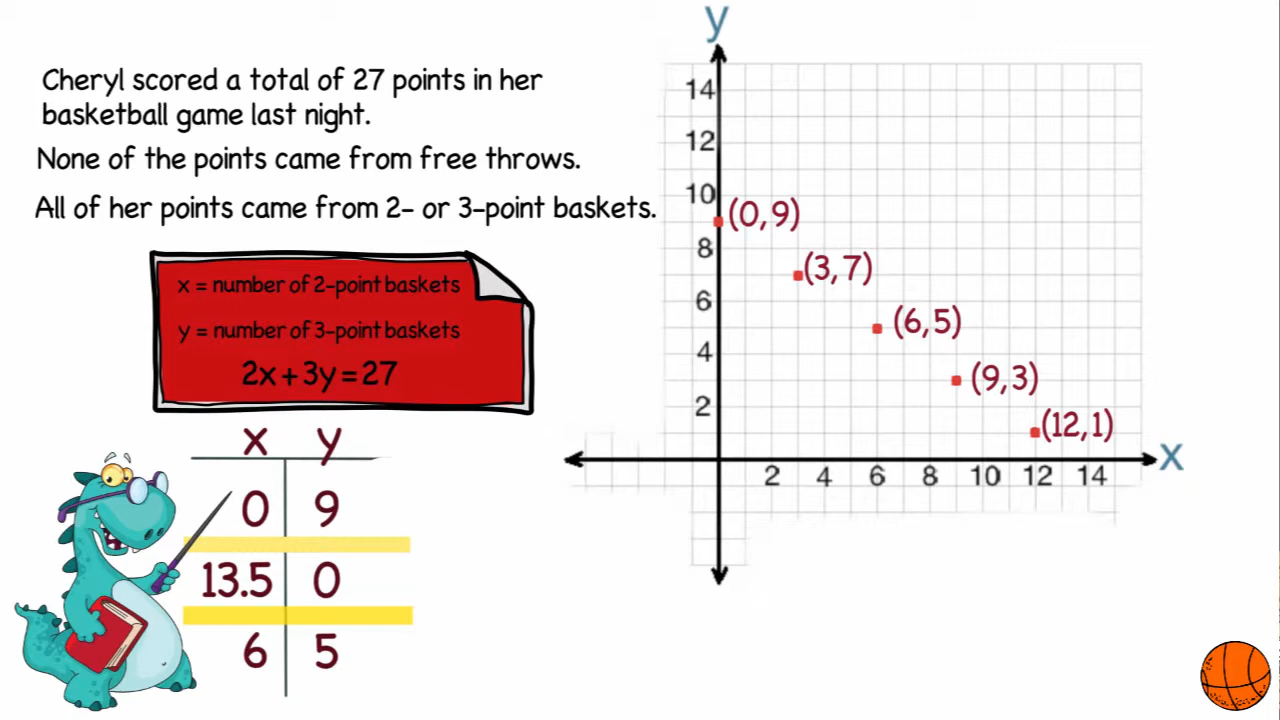 Cheryl scored a total of 27 points in her
basketball game last night.
None of the points came from free throws.
All of her points came from 2- or 3-point baskets.
x = number of 2-point baskets
y = number of 3-point baskets
2x + 3y = 27
x y
0 9
13.5 0
6 5
y
14
12
10
(0,9)
8
(3,7)
6
(6,5)
4
(9,3)
2
(12,1)
x
2 4 6 8 10 12 14